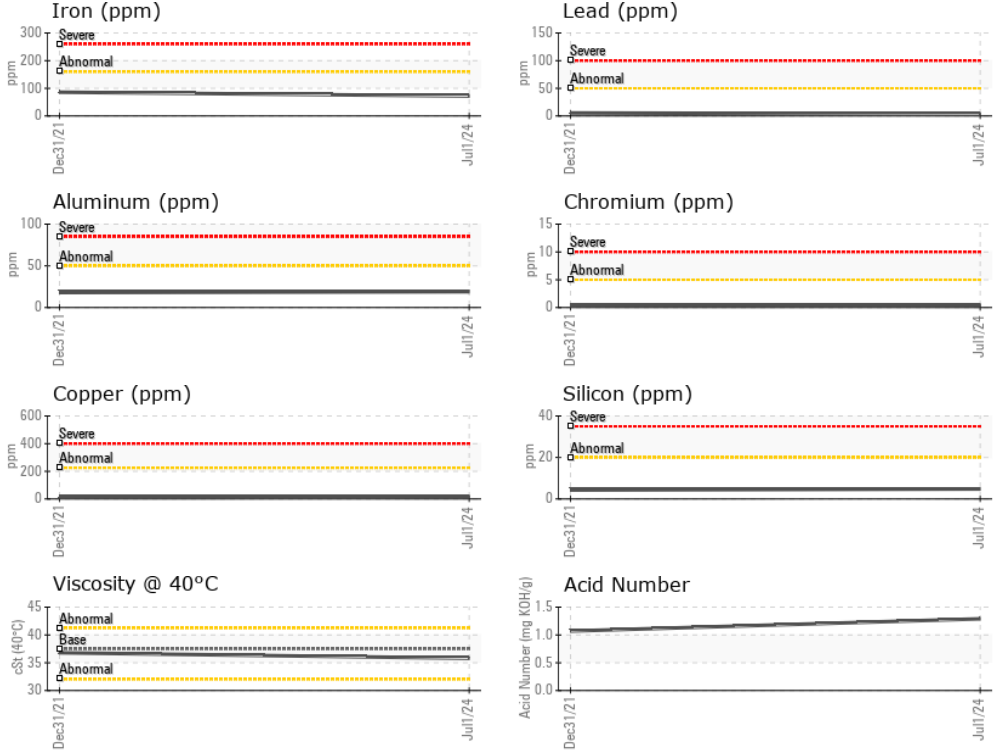 Iron (ppm)
300
200
100
0
ppm
Severe
Abnormal
Dec31/21
Jul1/24
Lead (ppm)
150
100
50
0
ppm
Severe
Abnormal
Dec31/21
Jul1/24
Aluminum (ppm)
100
50
0
ppm
Severe
Abnormal
Dec31/21
Jul1/24
Chromium (ppm)
15
10
5
0
ppm
Severe
Abnormal
Dec31/21
Jul1/24
Copper (ppm)
600
400
200
0
ppm
Severe
Abnormal
Dec31/21
Jul1/24
Silicon (ppm)
40
20
0
ppm
Severe
Abnormal
Dec31/21
Jul1/24
Viscosity @ 40°C
45
40
35
30
cSt (40°C)
Abnormal
Base
Abnormal
Dec31/21
Jul1/24
Acid Number
1.5
1.0
0.5
0.0
Acid Number (mg KOH/g)
Dec31/21
Jul1/24